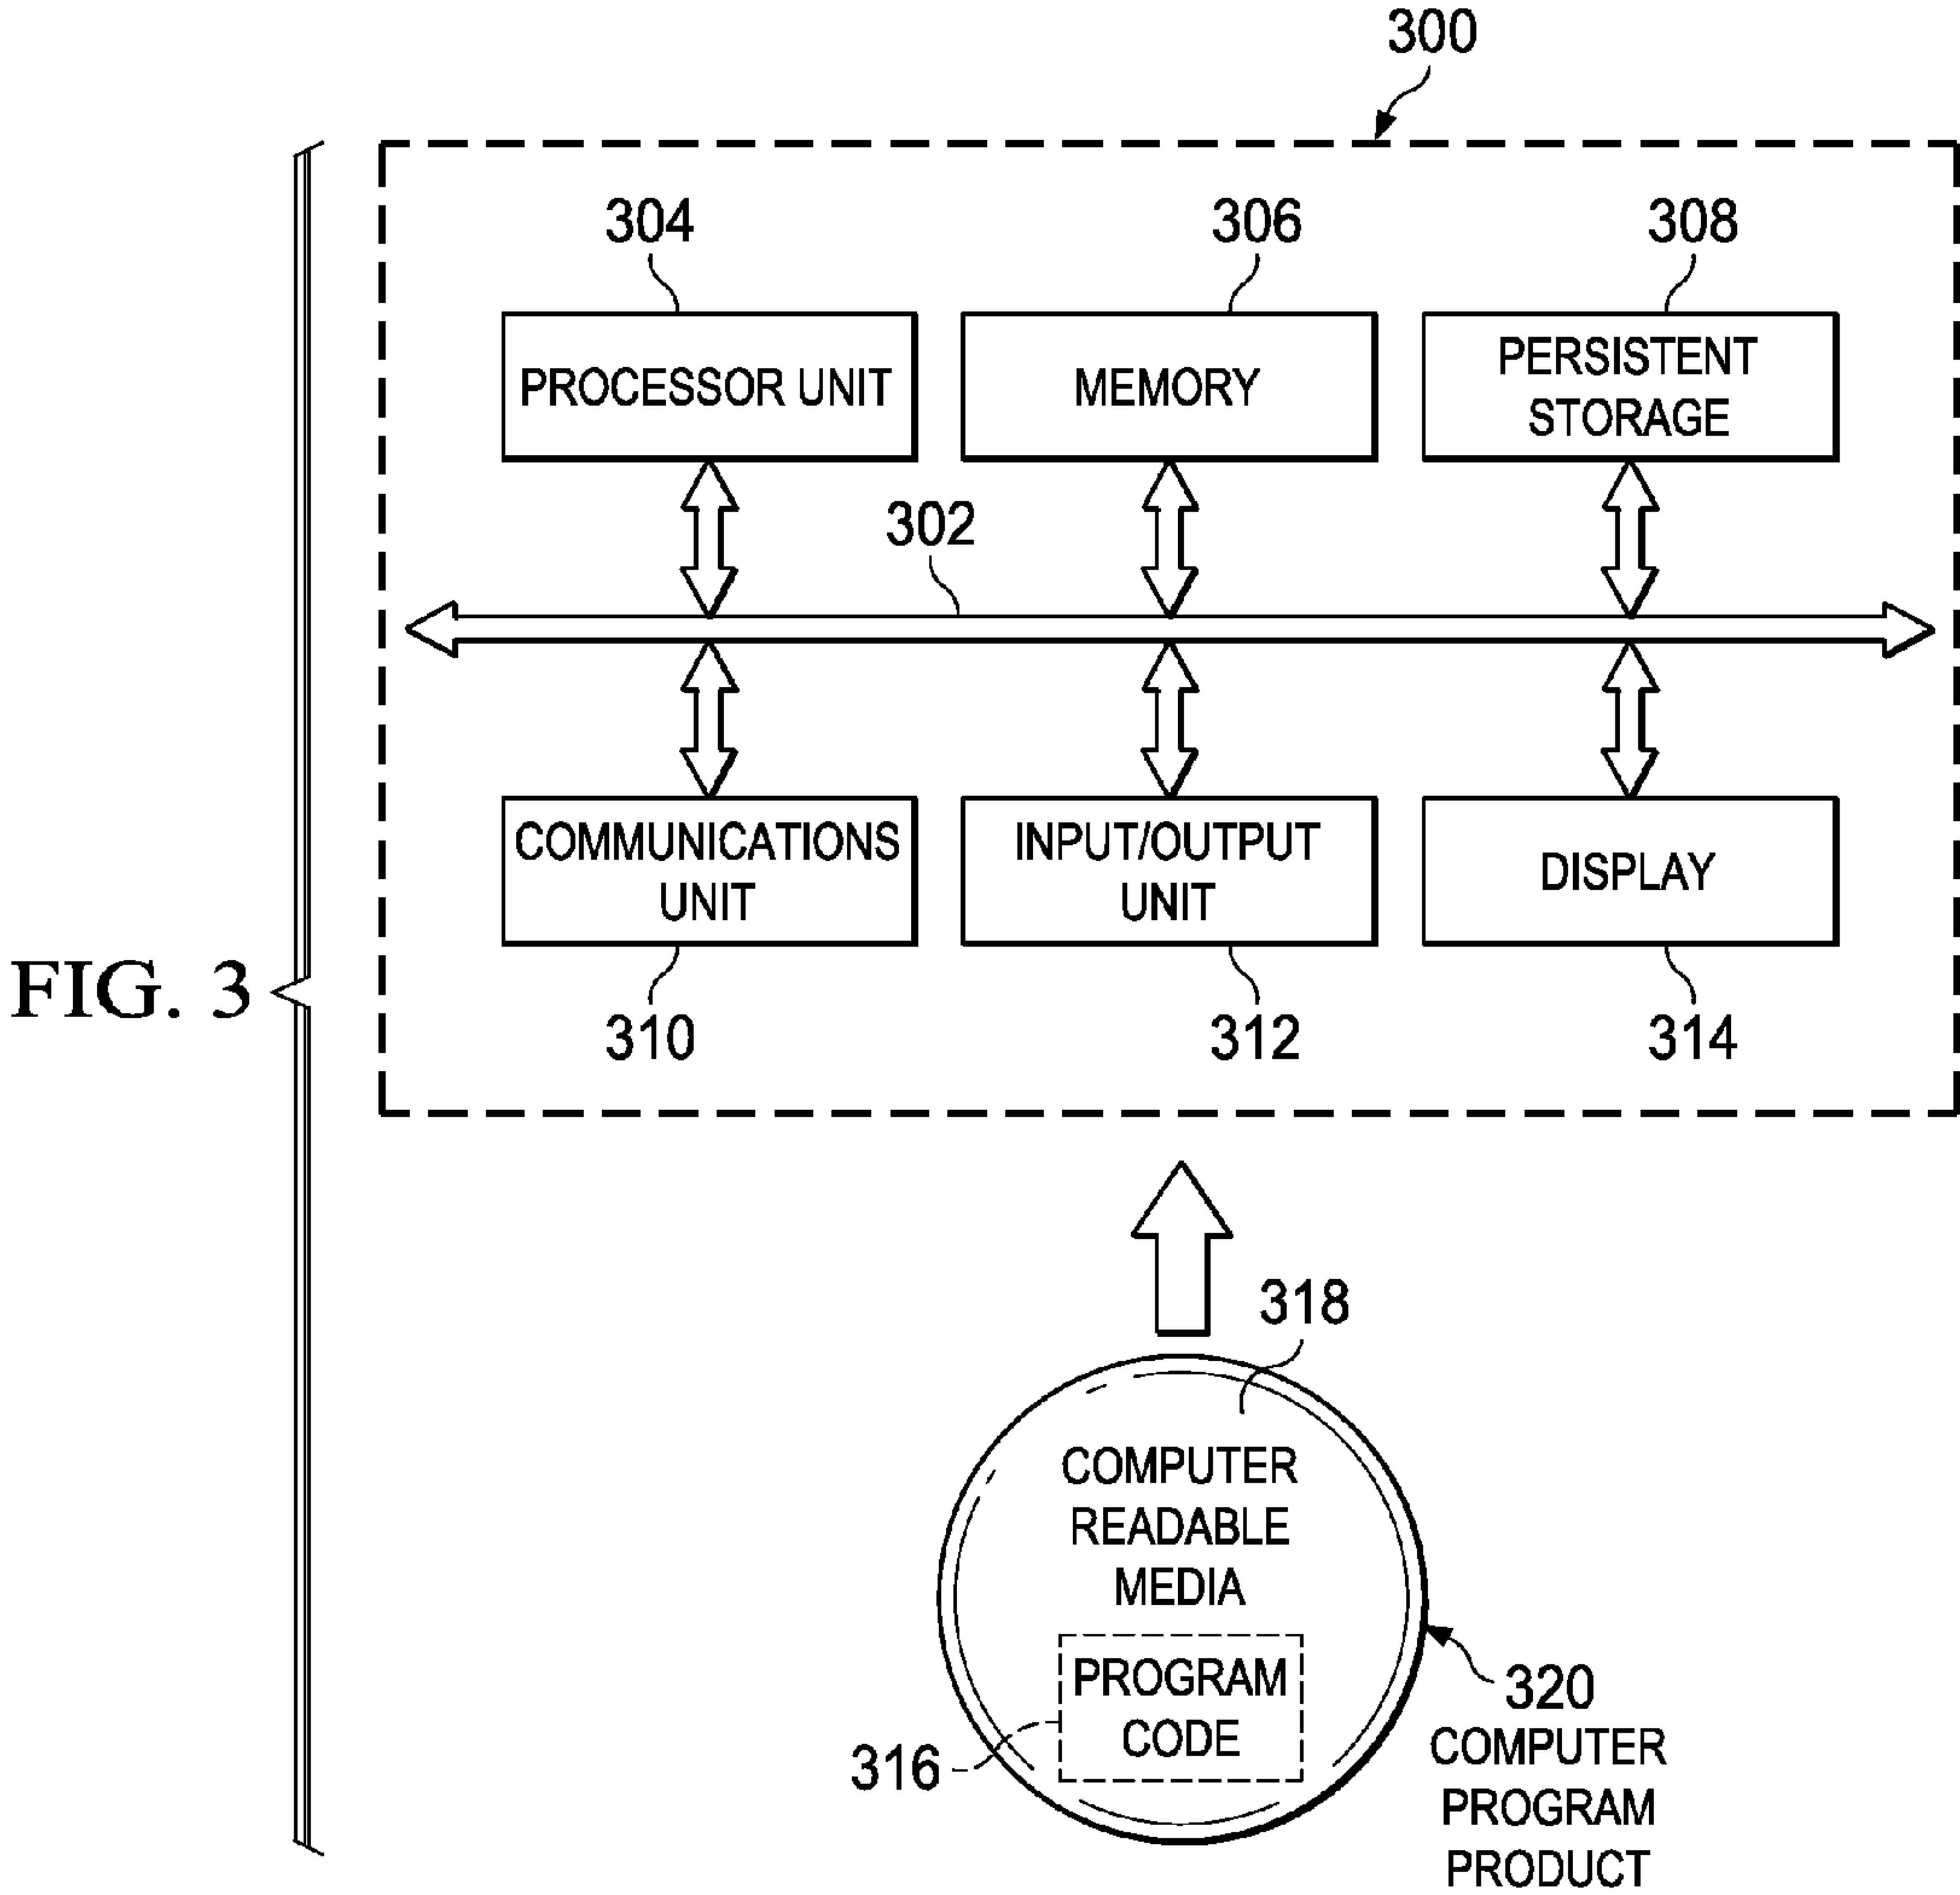 300
304
306
308
PROCESSOR UNIT
MEMORY
PERSISTENT
STORAGE
302
COMMUNICATIONS
UNIT
INPUT/OUTPUT
UNIT
DISPLAY
FIG. 3
310
312
314
318
COMPUTER
READABLE
MEDIA
PROGRAM
CODE
316
320
COMPUTER
PROGRAM
PRODUCT